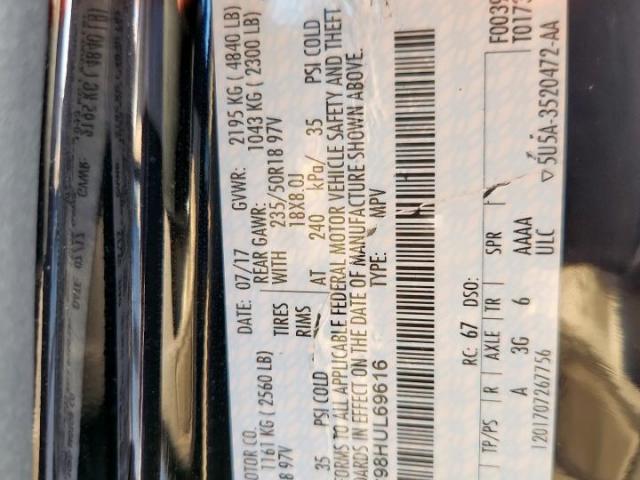 DATE: 07/17 GVWR: 2195 KG ( 4840 LB)
OTOR CO. REAR GAWR: 1043 KG ( 2300 LB)
1161 KG ( 2560 LB) TIRES WITH 235/50R18 97V
18 97V RIMS 18X8.0J
35 PSI COLD AT 240 kPa/ 35 PSI COLD
FORMS TO ALL APPLICABLE FEDERAL MOTOR VEHICLE SAFETY AND THEFT
DARDS IN EFFECT ON THE DATE OF MANUFACTURE SHOWN ABOVE.
98HUL69616 TYPE: MPV
F0039
T0173
RC: 67 DSO:
TP/PS R AXLE TR SPR
A 3G 6 AAAA
ULC
1201707267756 5U5A-3520472-AA